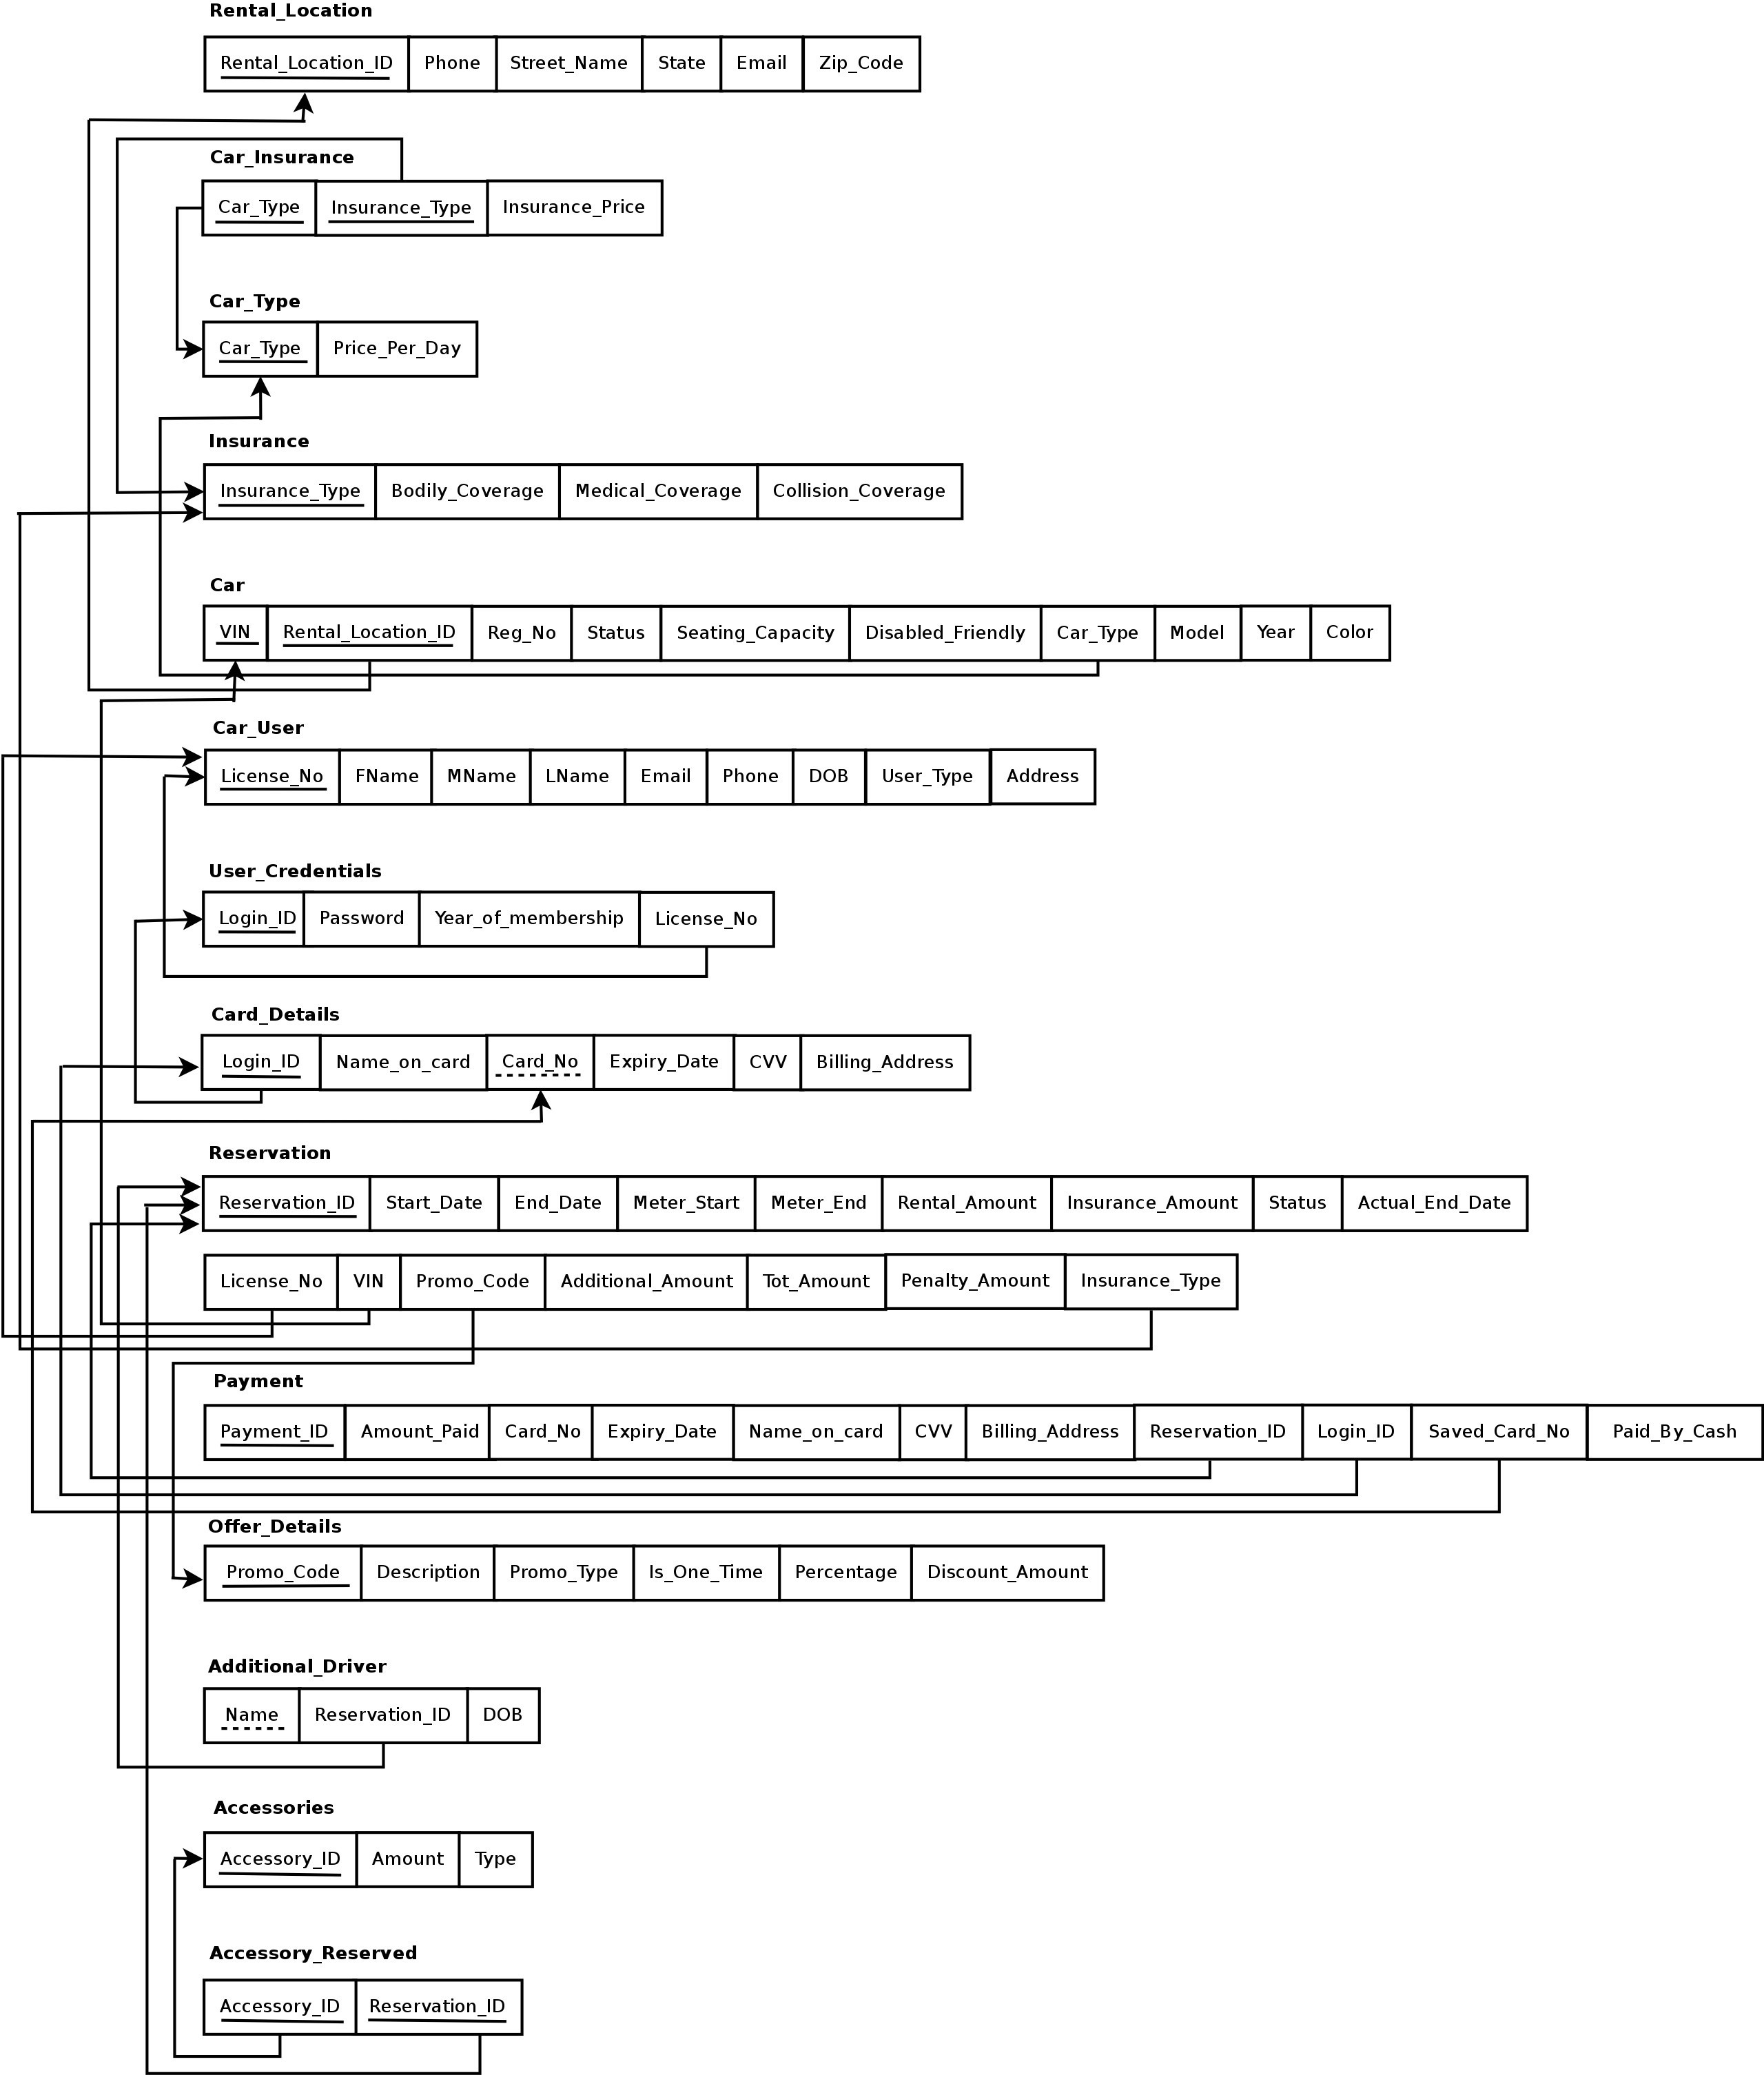 Rental_Location
Rental_Location_ID Phone Street_Name State Email Zip_Code
Car_Insurance
Car_Type Insurance_Type Insurance_Price
Car_Type
Car_Type Price_Per_Day
Insurance
Insurance_Type Bodily_Coverage Medical_Coverage Collision_Coverage
Car
VIN Rental_Location_ID Reg_No Status Seating_Capacity Disabled_Friendly Car_Type Model Year Color
Car_User
License_No FName MName LName Email Phone DOB User_Type Address
User_Credentials
Login_ID Password Year_of_membership License_No
Card_Details
Login_ID Name_on_card Card_No Expiry_Date CVV Billing_Address
Reservation
Reservation_ID Start_Date End_Date Meter_Start Meter_End Rental_Amount Insurance_Amount Status Actual_End_Date
License_No VIN Promo_Code Additional_Amount Tot_Amount Penalty_Amount Insurance_Type
Payment
Payment_ID Amount_Paid Card_No Expiry_Date Name_on_card CVV Billing_Address Reservation_ID Login_ID Saved_Card_No Paid_By_Cash
Offer_Details
Promo_Code Description Promo_Type Is_One_Time Percentage Discount_Amount
Additional_Driver
Name Reservation_ID DOB
Accessories
Accessory_ID Amount Type
Accessory_Reserved
Accessory_ID Reservation_ID